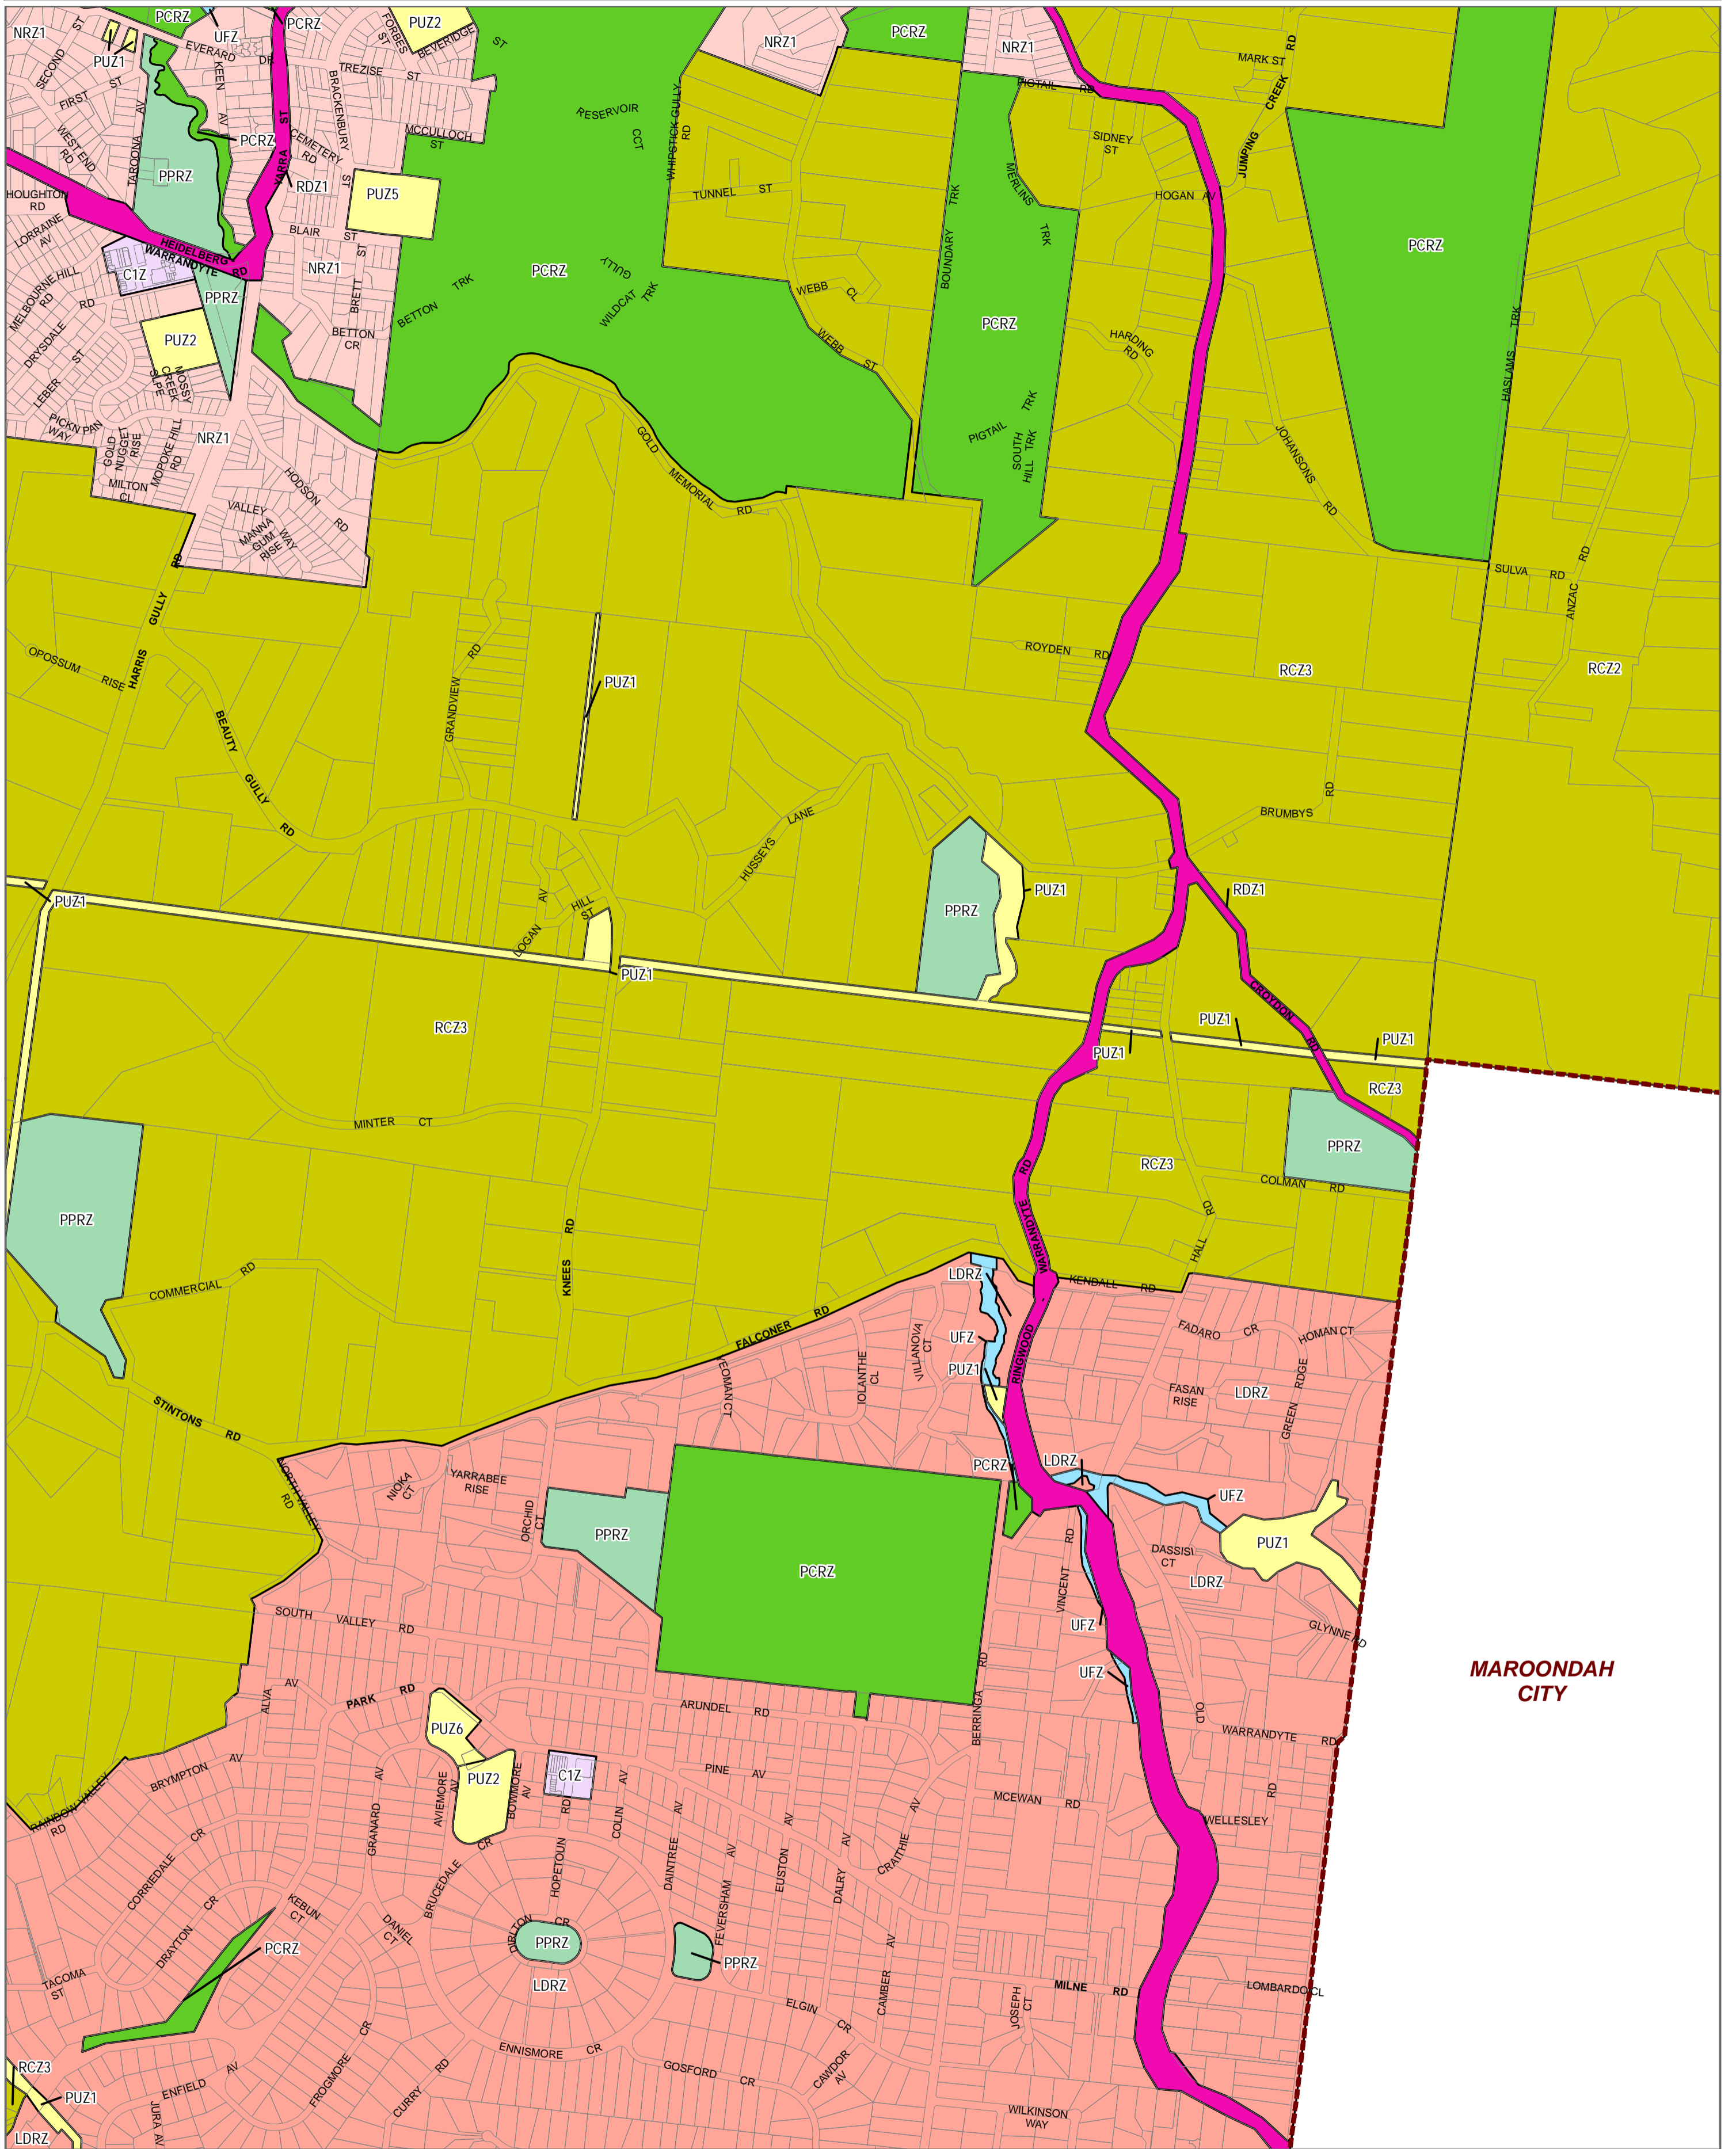 PCRZ
PCRZ
PUZ2
FORBES
ST
BEVERIDGE
ST
NRZ1
SECOND
ST
PUZ1
UFZ
EVERARD
DR
KEEN
AV
TREZISE
ST
BRACKENBURY
ST
FIRST
ST
NRZ1
PCRZ
NRZ1
MARK ST
RD
CREEK
JUMPING
PIGTAIL
RD
WEST END
RD
TAROONA
AV
PCRZ
ST
YARRA
CEMETERY
RD
MCCULLOCH
ST
RESERVOIR
CCT
WHIPSTICK GULLY
RD
SIDNEY
ST
PPRZ
RDZ1
PUZ5
TUNNEL
ST
BOUNDARY
TRK
MERLINS
TRK
HOGAN AV
HOUGHTON
RD
LORRAINE
AV
BLAIR
ST
ST
BRETT
NRZ1
HEIDELBERG
WARRANDYTE
RD
C1Z
PPRZ
PCRZ
PCRZ
GULLY
WILDCAT
TRK
BETTON
TRK
WEBB
CL
WEBB
ST
MELBOURNE HILL
RD
RD
DRYSDALE
ST
PUZ2
BETTON
CR
PCRZ
HARDING
RD
HASLAMS
TRK
LEBER
MOSSY
CREEK
SLPE
PICKN PAN
WAY
GOLD
NUGGET
RISE
MOPOKE HILL
RD
NRZ1
MILTON
CL
HODSON
RD
VALLEY
WAY
MANNA
GUM
RISE
GOLD
MEMORIAL
RD
PIGTAIL
TRK
SOUTH
HILL TRK
JOHANSONS
RD
SULVA
RD
ANZAC
RD
RD
GULLY
HARRIS
OPOSSUM
RISE
BEAUTY
GULLY
RD
GRANDVIEW
RD
PUZ1
ROYDEN
RD
RCZ3
RCZ2
HUSSEYS
LANE
BRUMBYS
RD
PUZ1
AV
HILL
ST
LOGAN
PUZ1
PPRZ
PUZ1
RDZ1
CROYDON
RD
RCZ3
PUZ1
PUZ1
PUZ1
RCZ3
MINTER
CT
PPRZ
RCZ3
PPRZ
COLMAN
RD
COMMERCIAL
RD
KNEES
RD
WARRANDYTE
RD
HALL
RD
KENDALL
RD
FALCONER
RD
LDRZ
UFZ
PUZ1
-
RINGWOOD
FADARO
CR
HOMAN CT
STINTONS
RD
YEOMAN CT
IOLANTHE
CL
VILLANOVA
CT
FASAN
RISE
LDRZ
GREEN
RDGE
NORTH VALLEY
RD
NIOKA
CT
YARRABEE
RISE
ORCHID
CT
PPRZ
PCRZ
PCRZ
LDRZ
UFZ
PUZ1
RD
VINCENT
DASSISI
CT
LDRZ
GLYNNE RD
UFZ
UFZ
SOUTH
VALLEY
RD
MAROONDAH
CITY
ALVA
AV
PARK
RD
ARUNDEL
RD
BERRINGA
RD
OLD
WARRANDYTE
RD
PUZ6
PUZ2
C1Z
PINE
AV
BRYMPTON
AV
GRANARD
AV
AVIEMORE
AV
BOWMORE
AV
HOPETOUN
RD
COLIN
AV
MCEWAN
RD
RD
WELLESLEY
RAINBOW VALLEY
RD
CORRIEDALE
CR
BRUCEDALE
CR
DAINTREE
AV
FEVERSHAM
AV
EUSTON
AV
DALRY
AV
CRAITHIE
AV
DRAYTON
CR
KEBUN
CT
DANIEL
CT
DIRLTON
CR
PPRZ
LDRZ
PPRZ
PCRZ
TACOMA
ST
CAMBER
AV
JOSEPH
CT
MILNE
RD
LOMBARDO CL
ELGIN
CR
ENNISMORE
CR
GOSFORD
CR
CAWDOR
AV
FROGMORE
CR
CURRY
RD
RCZ3
PUZ1
LDRZ
ENFIELD
AV
JURA AV
WILKINSON
WAY